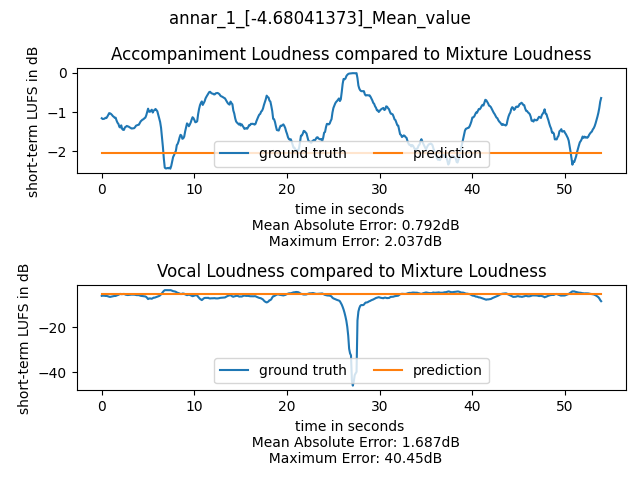 annar_1_[-4.68041373]_Mean_value
Accompaniment Loudness compared to Mixture Loudness
short-term LUFS in dB
0
−1
−2
ground truth
prediction
0 10 20 30 40 50
time in seconds
Mean Absolute Error: 0.792dB
Maximum Error: 2.037dB
Vocal Loudness compared to Mixture Loudness
short-term LUFS in dB
−20
−40
ground truth
prediction
0 10 20 30 40 50
time in seconds
Mean Absolute Error: 1.687dB
Maximum Error: 40.45dB